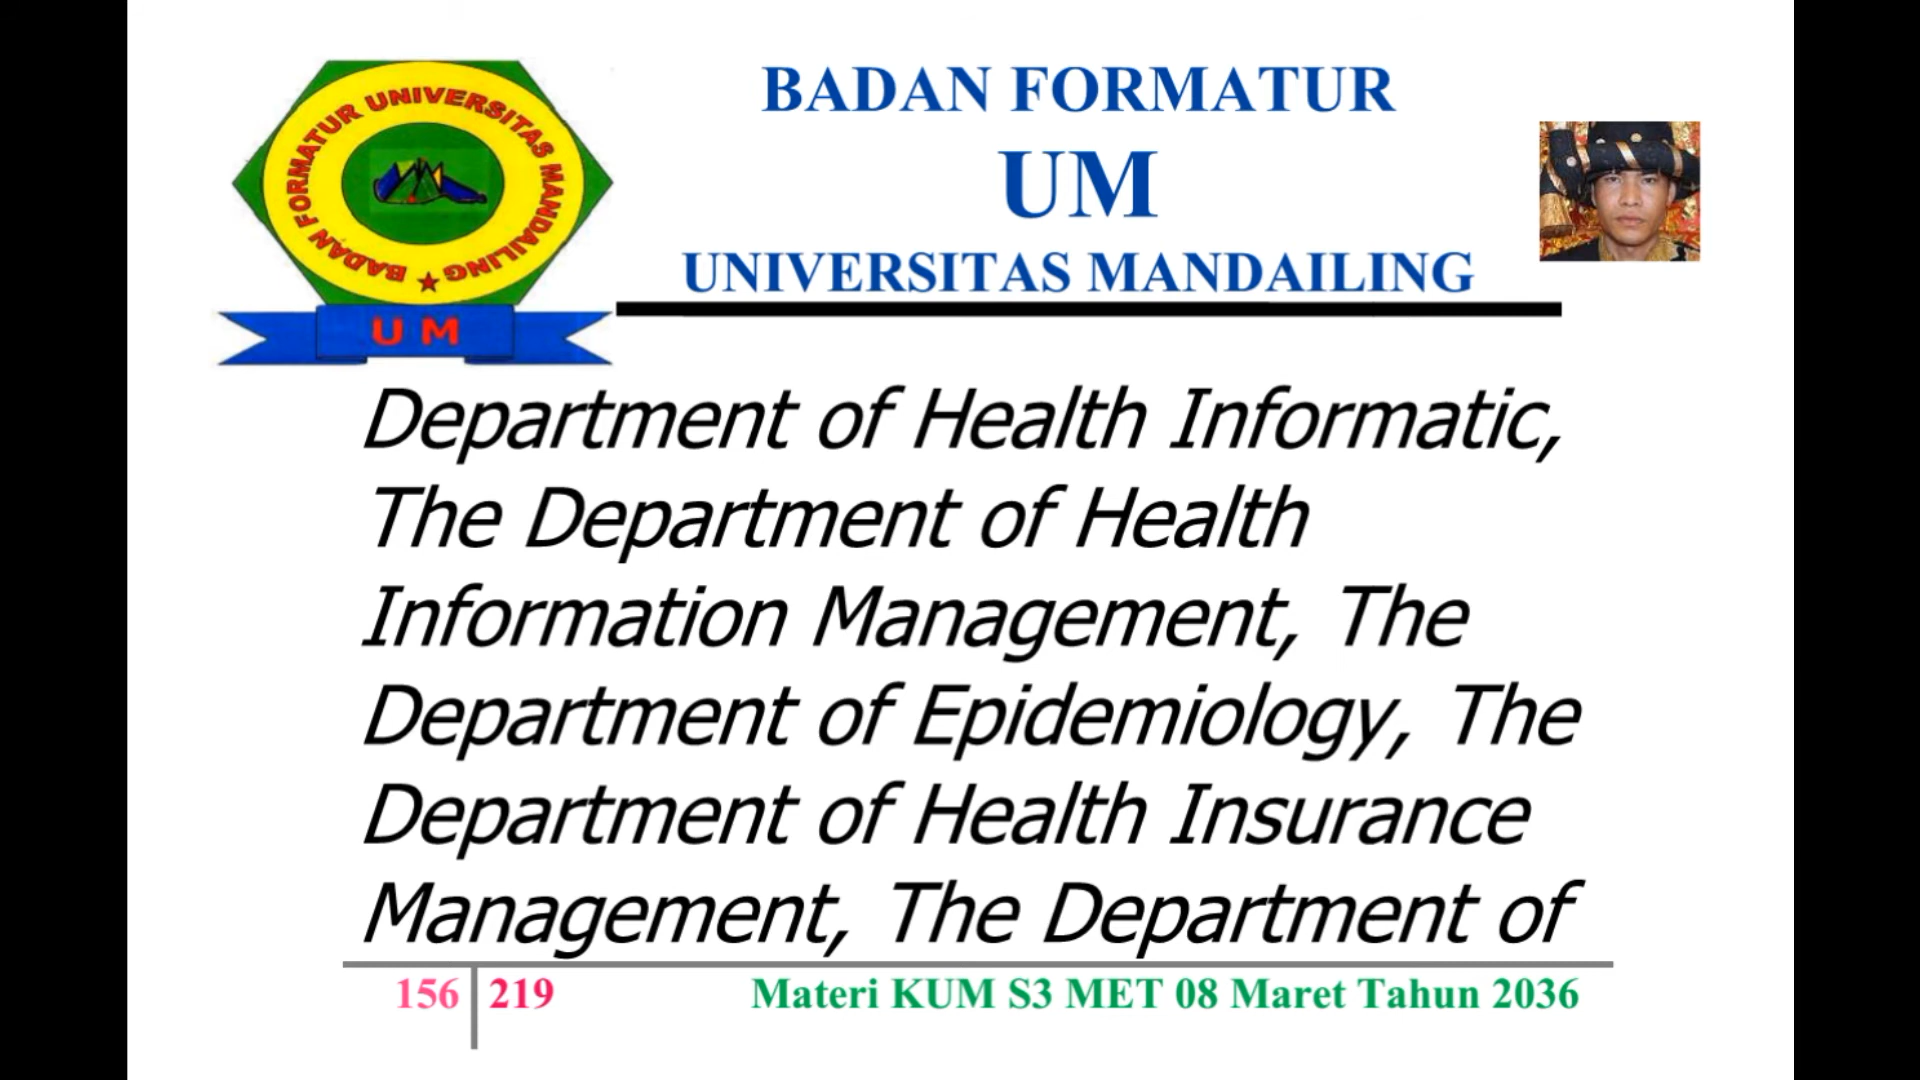 BADAN FORMATUR UNIVERSITAS MANDAILING
U M
BADAN FORMATUR
UM
UNIVERSITAS MANDAILING
Department of Health Informatic,
The Department of Health
Information Management, The
Department of Epidemiology, The
Department of Health Insurance
Management, The Department of
156 219 Materi KUM S3 MET 08 Maret Tahun 2036